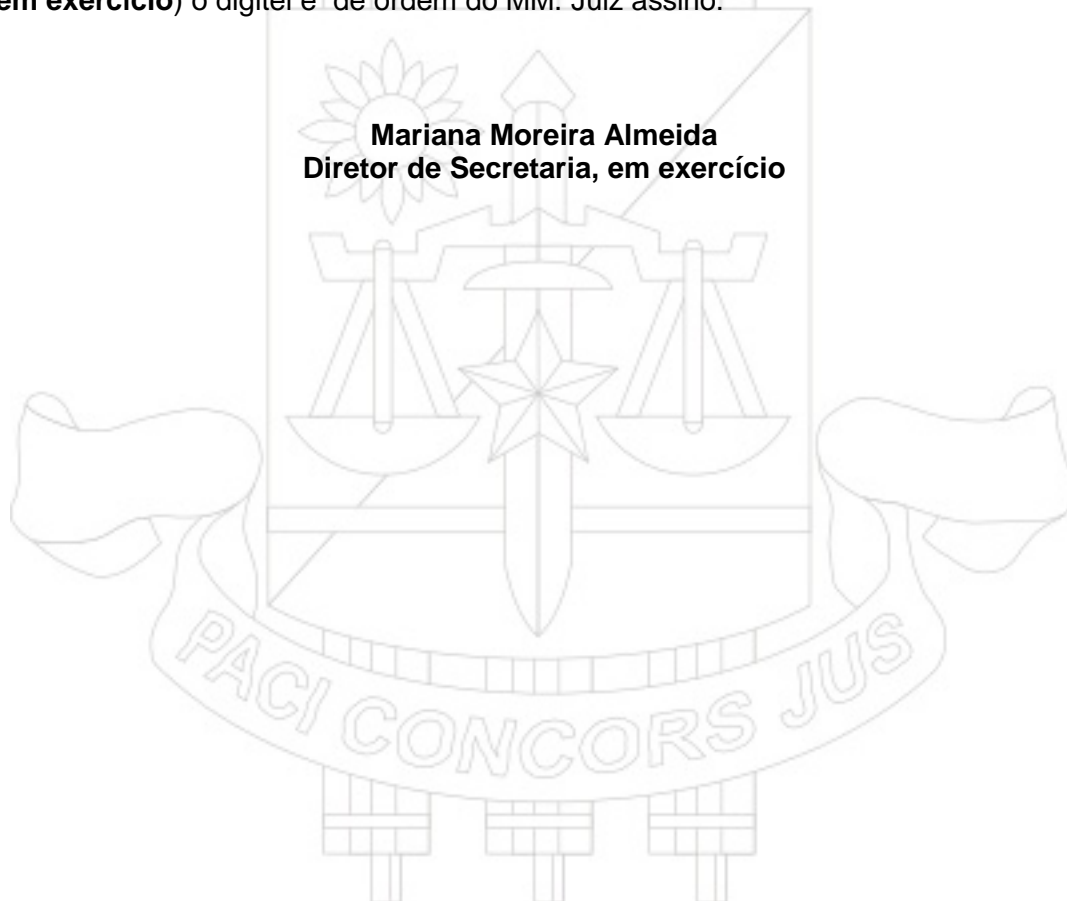 em exercício) o digitei e de ordem do MM. Juiz assino.
Mariana Moreira Almeida
Diretor de Secretaria, em exercício
PACI CONCORS JUS